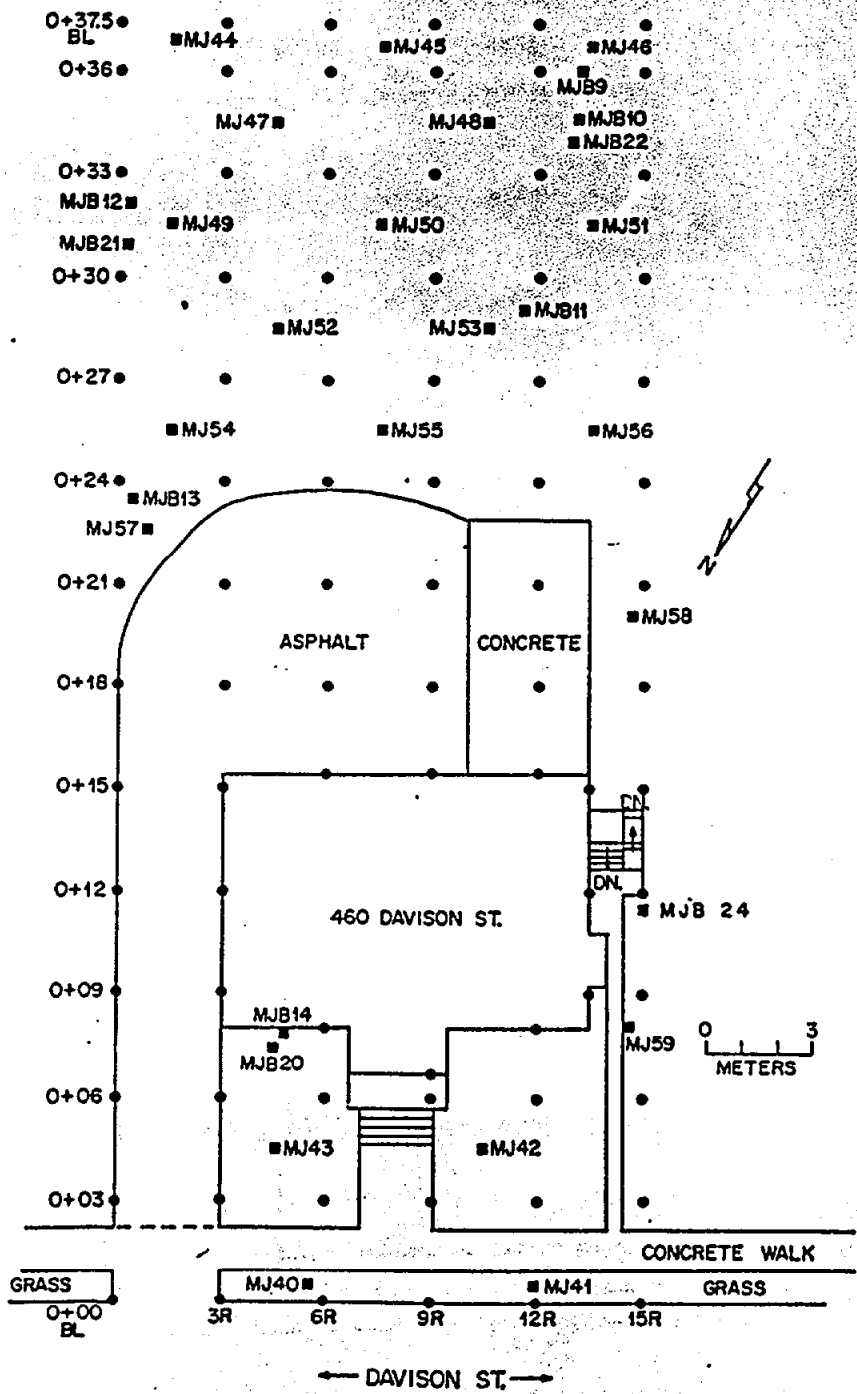 0+37.5
BL
MJ44
MJ45
MJ46
0+36
MJB9
MJ47
MJ48
MJB10
MJB22
0+33
MJB12
MJ49
MJ50
MJ51
MJB21
0+30
MJB11
MJ52
MJ53
0+27
MJ54
MJ55
MJ56
0+24
MJB13
MJ57
N
0+21
MJ58
ASPHALT
CONCRETE
0+18
0+15
DN.
DN.
0+12
460 DAVISON ST.
MJB 24
0+09
MJB14
MJB20
MJ59
0 3
METERS
0+06
MJ43
MJ42
0+03
CONCRETE WALK
GRASS
MJ40
MJ41
GRASS
0+00
BL
3R 6R 9R 12R 15R
DAVISON ST.